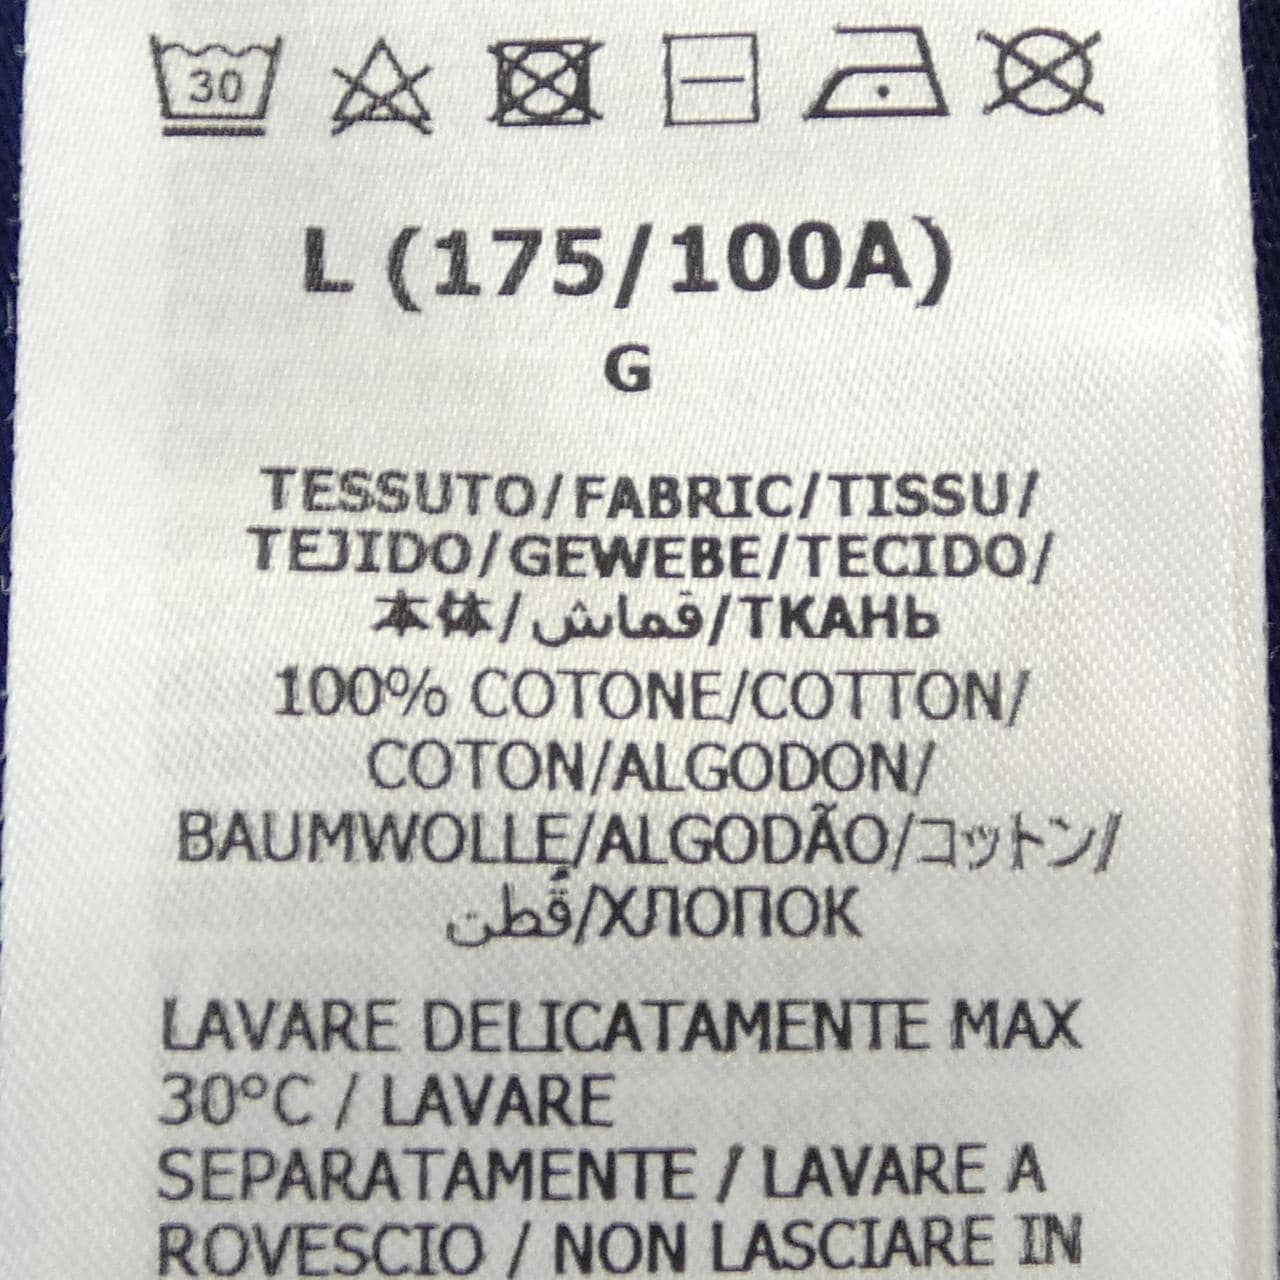 30
L (175/100A)
G
TESSUTO/FABRIC/TISSU/
TEJIDO/GEWEBE/TECIDO/
本体/قماش/ТКАНЬ
100% COTONE/COTTON/
COTON/ALGODON/
BAUMWOLLE/ALGODÃO/コットン/
قُطن/ХЛОПОК
LAVARE DELICATAMENTE MAX
30°C / LAVARE
SEPARATAMENTE / LAVARE A
ROVESCIO / NON LASCIARE IN